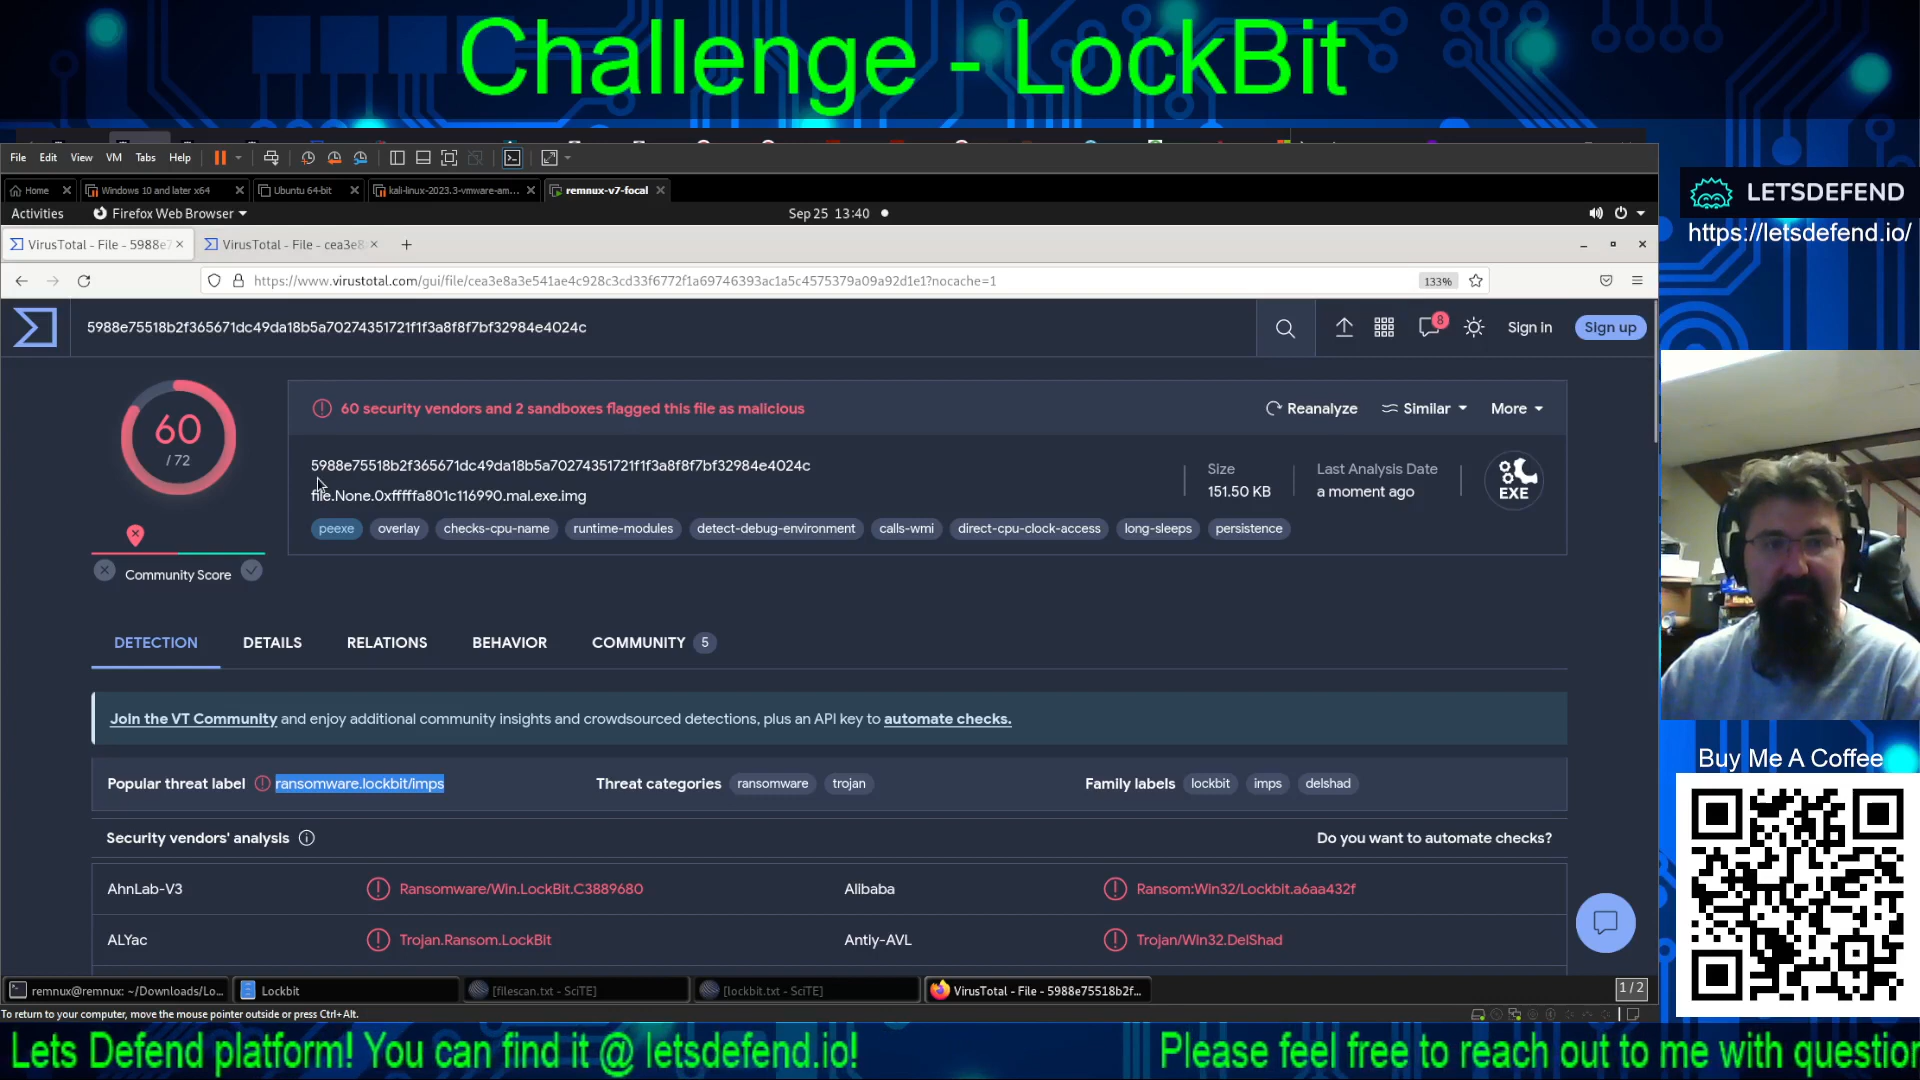 Challenge - LockBit
File Edit View VM Tabs Help
Home Windows 10 and later x64 Ubuntu 64-bit kali-linux-2023.3-vmware-am... remnux-v7-focal
Activities Firefox Web Browser Sep 25 13:40
VirusTotal - File - 5988e7 VirusTotal - File - cea3e8
https://www.virustotal.com/gui/file/cea3e8a3e541ae4c928c3cd33f6772f1a69746393ac1a5c4575379a09a92d1e1?nocache=1 133%
5988e75518b2f365671dc49da18b5a70274351721f1f3a8f8f7bf32984e4024c 8 Sign in Sign up
60
/ 72
60 security vendors and 2 sandboxes flagged this file as malicious Reanalyze Similar More
5988e75518b2f365671dc49da18b5a70274351721f1f3a8f8f7bf32984e4024c
file.None.0xfffffa801c116990.mal.exe.img
Size
151.50 KB
Last Analysis Date
a moment ago
EXE
peexe overlay checks-cpu-name runtime-modules detect-debug-environment calls-wmi direct-cpu-clock-access long-sleeps persistence
Community Score
DETECTION DETAILS RELATIONS BEHAVIOR COMMUNITY 5
Join the VT Community and enjoy additional community insights and crowdsourced detections, plus an API key to automate checks.
Popular threat label ransomware.lockbit/imps Threat categories ransomware trojan Family labels lockbit imps delshad
Security vendors' analysis Do you want to automate checks?
AhnLab-V3 Ransomware/Win.LockBit.C3889680 Alibaba Ransom:Win32/Lockbit.a6aa432f
ALYac Trojan.Ransom.LockBit Antiy-AVL Trojan/Win32.DelShad
remnux@remnux: ~/Downloads/Lo... Lockbit [filescan.txt - SciTE] [lockbit.txt - SciTE] VirusTotal - File - 5988e75518b2f... 1 / 2
To return to your computer, move the mouse pointer outside or press Ctrl+Alt.
LETSDEFEND
https://letsdefend.io/
Buy Me A Coffee
Lets Defend platform! You can find it @ letsdefend.io! Please feel free to reach out to me with question